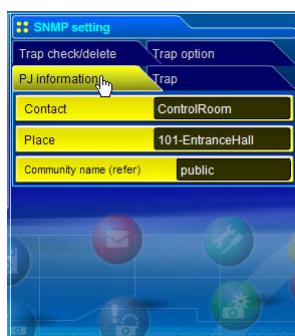 SNMP setting
Trap check/delete Trap option
PJ information Trap
Contact ControlRoom
Place 101-EntranceHall
Community name (refer) public